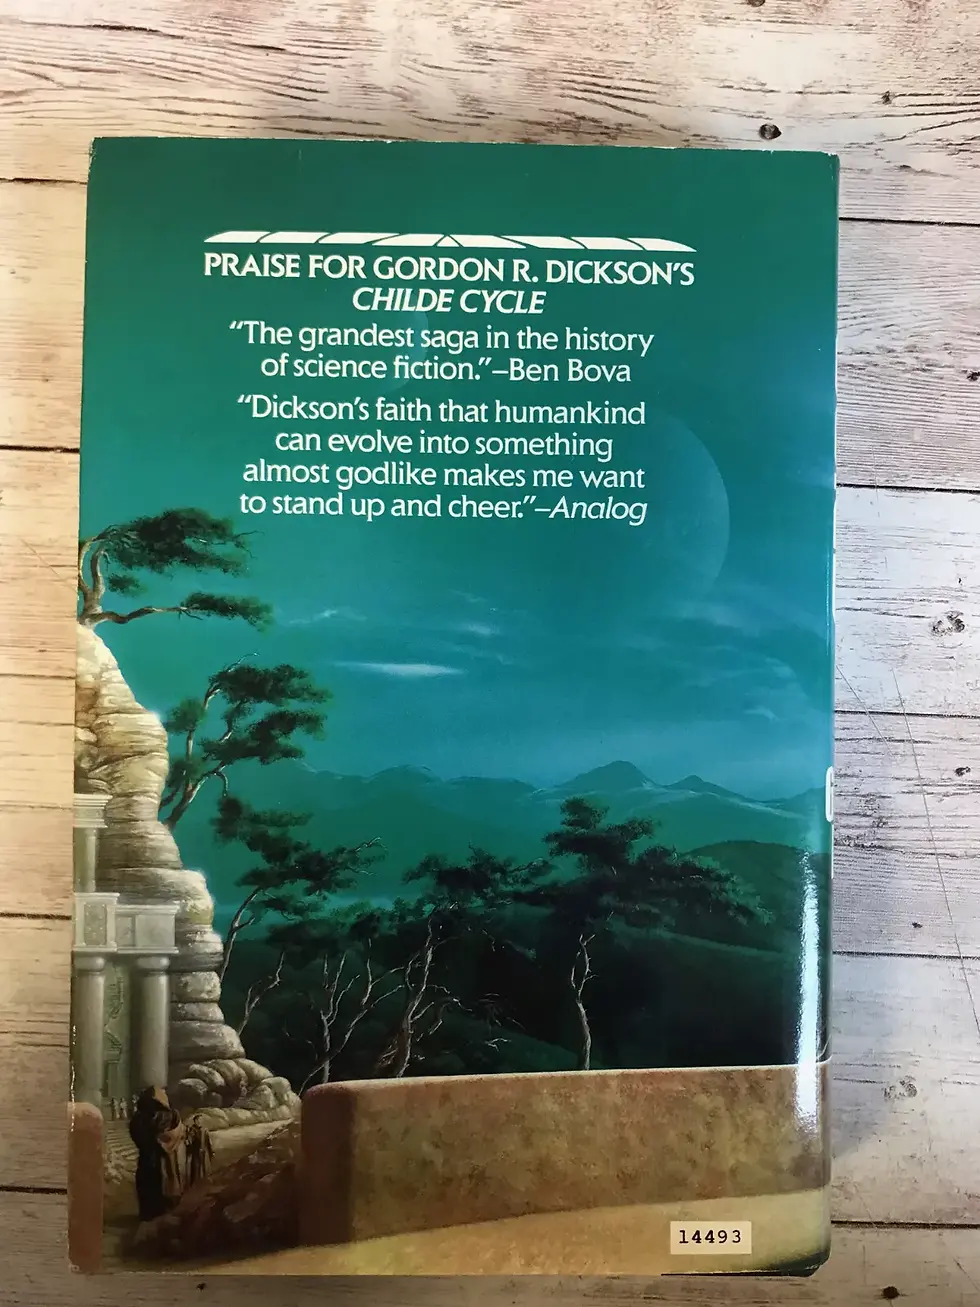 PRAISE FOR GORDON R. DICKSON'S
CHILDE CYCLE
“The grandest saga in the history
of science fiction.”–Ben Bova
“Dickson's faith that humankind
can evolve into something
almost godlike makes me want
to stand up and cheer.”–Analog
14493